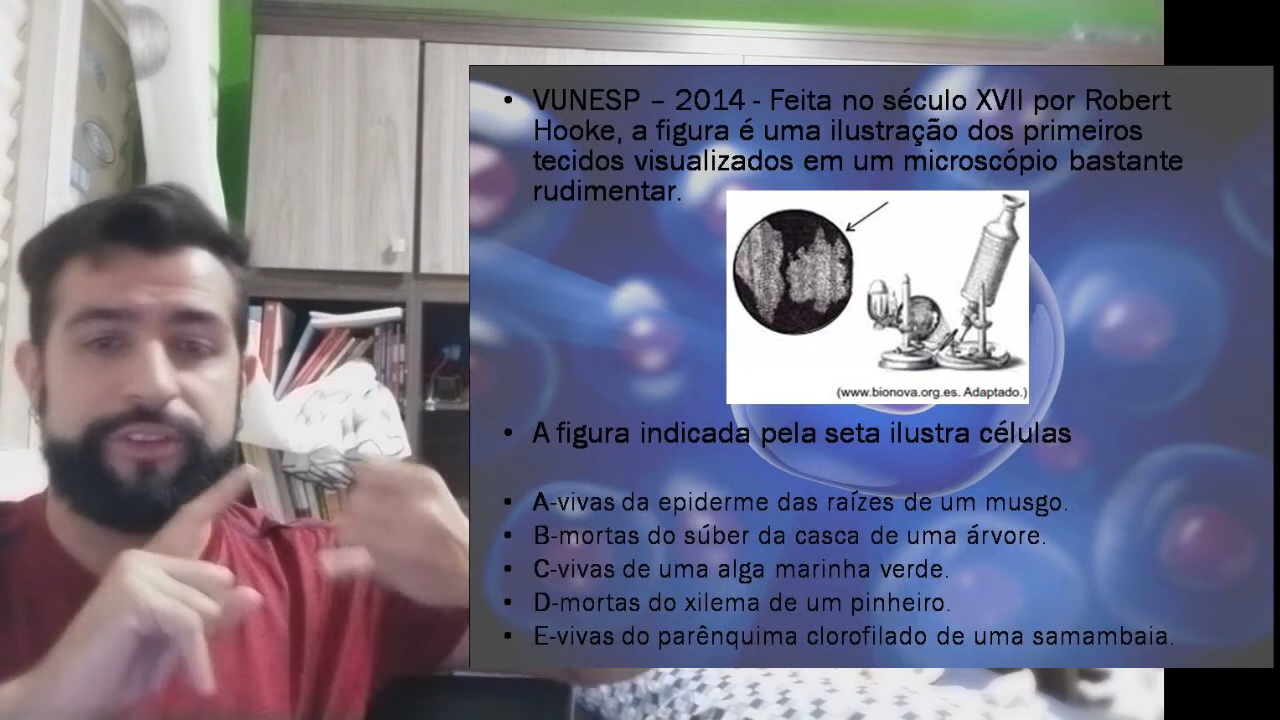 • VUNESP – 2014 - Feita no século XVII por Robert
Hooke, a figura é uma ilustração dos primeiros
tecidos visualizados em um microscópio bastante
rudimentar.
(www.bionova.org.es. Adaptado.)
• A figura indicada pela seta ilustra células
• A-vivas da epiderme das raízes de um musgo.
• B-mortas do súber da casca de uma árvore.
• C-vivas de uma alga marinha verde.
• D-mortas do xilema de um pinheiro.
• E-vivas do parênquima clorofilado de uma samambaia.